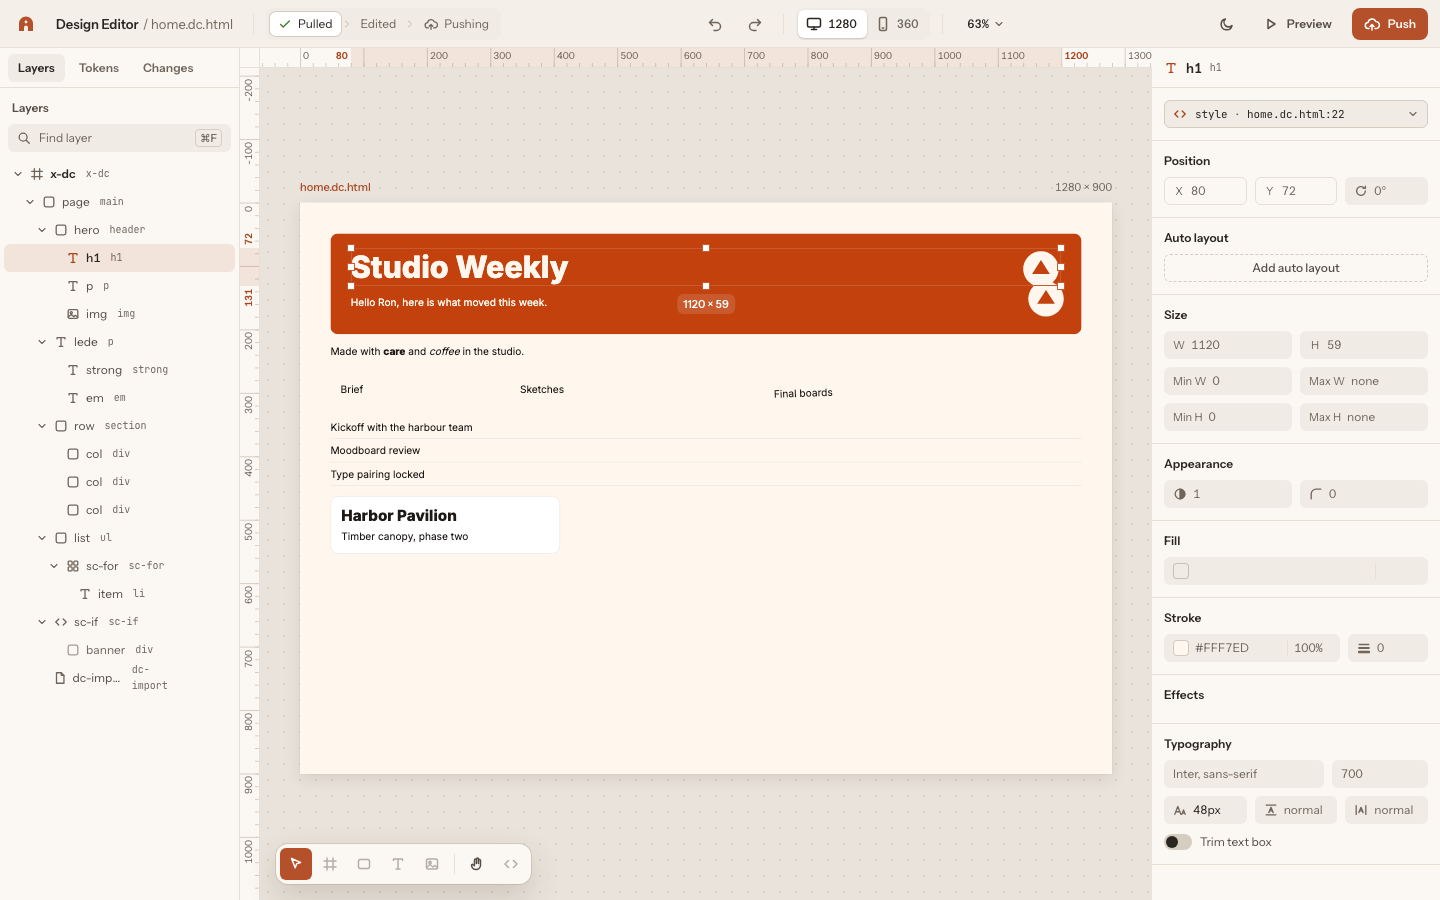 Design Editor / home.dc.html
Pulled
Edited
Pushing
1280
360
63%
Preview
Push
Layers
Tokens
Changes
Layers
Find layer
⌘F
x-dc x-dc
page main
hero header
h1 h1
p p
img img
lede p
strong strong
em em
row section
col div
col div
col div
list ul
sc-for sc-for
item li
sc-if sc-if
banner div
dc-imp... dc-import
0 80 200 300 400 500 600 700 800 900 1000 1100 1200 1300
-200
-100
0
72
131
200
300
400
500
600
700
800
900
1000
home.dc.html
1280 × 900
Studio Weekly
Hello Ron, here is what moved this week.
1120 × 59
Made with care and coffee in the studio.
Brief
Sketches
Final boards
Kickoff with the harbour team
Moodboard review
Type pairing locked
Harbor Pavilion
Timber canopy, phase two
h1 h1
style · home.dc.html:22
Position
X 80
Y 72
0°
Auto layout
Add auto layout
Size
W 1120
H 59
Min W 0
Max W none
Min H 0
Max H none
Appearance
1
0
Fill
Stroke
#FFF7ED
100%
0
Effects
Typography
Inter, sans-serif
700
48px
normal
normal
Trim text box